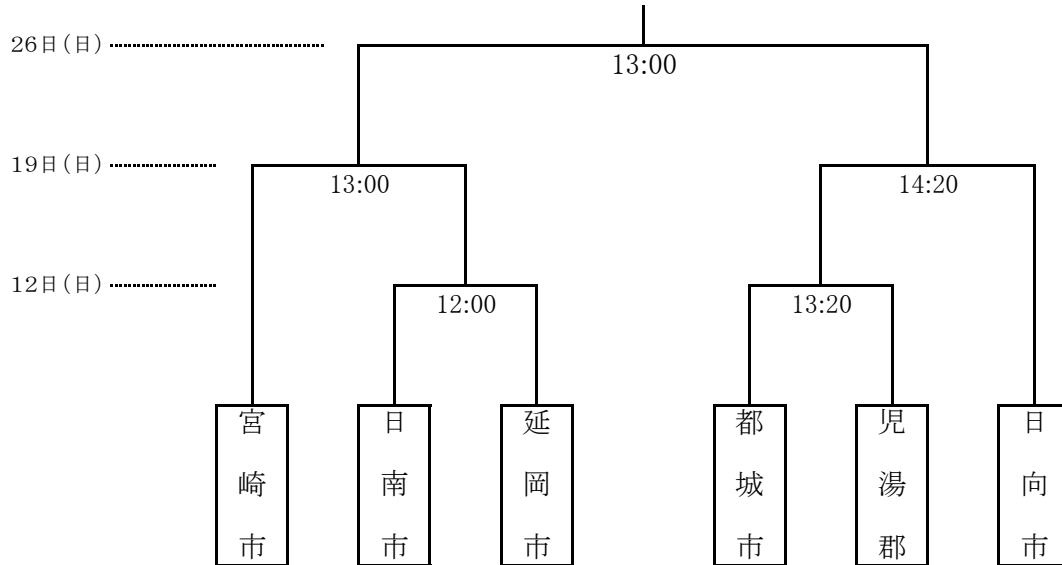 26日(日)
13:00
19日(日)
13:00
14:20
12日(日)
12:00
13:20
宮崎市
日南市
延岡市
都城市
児湯郡
日向市